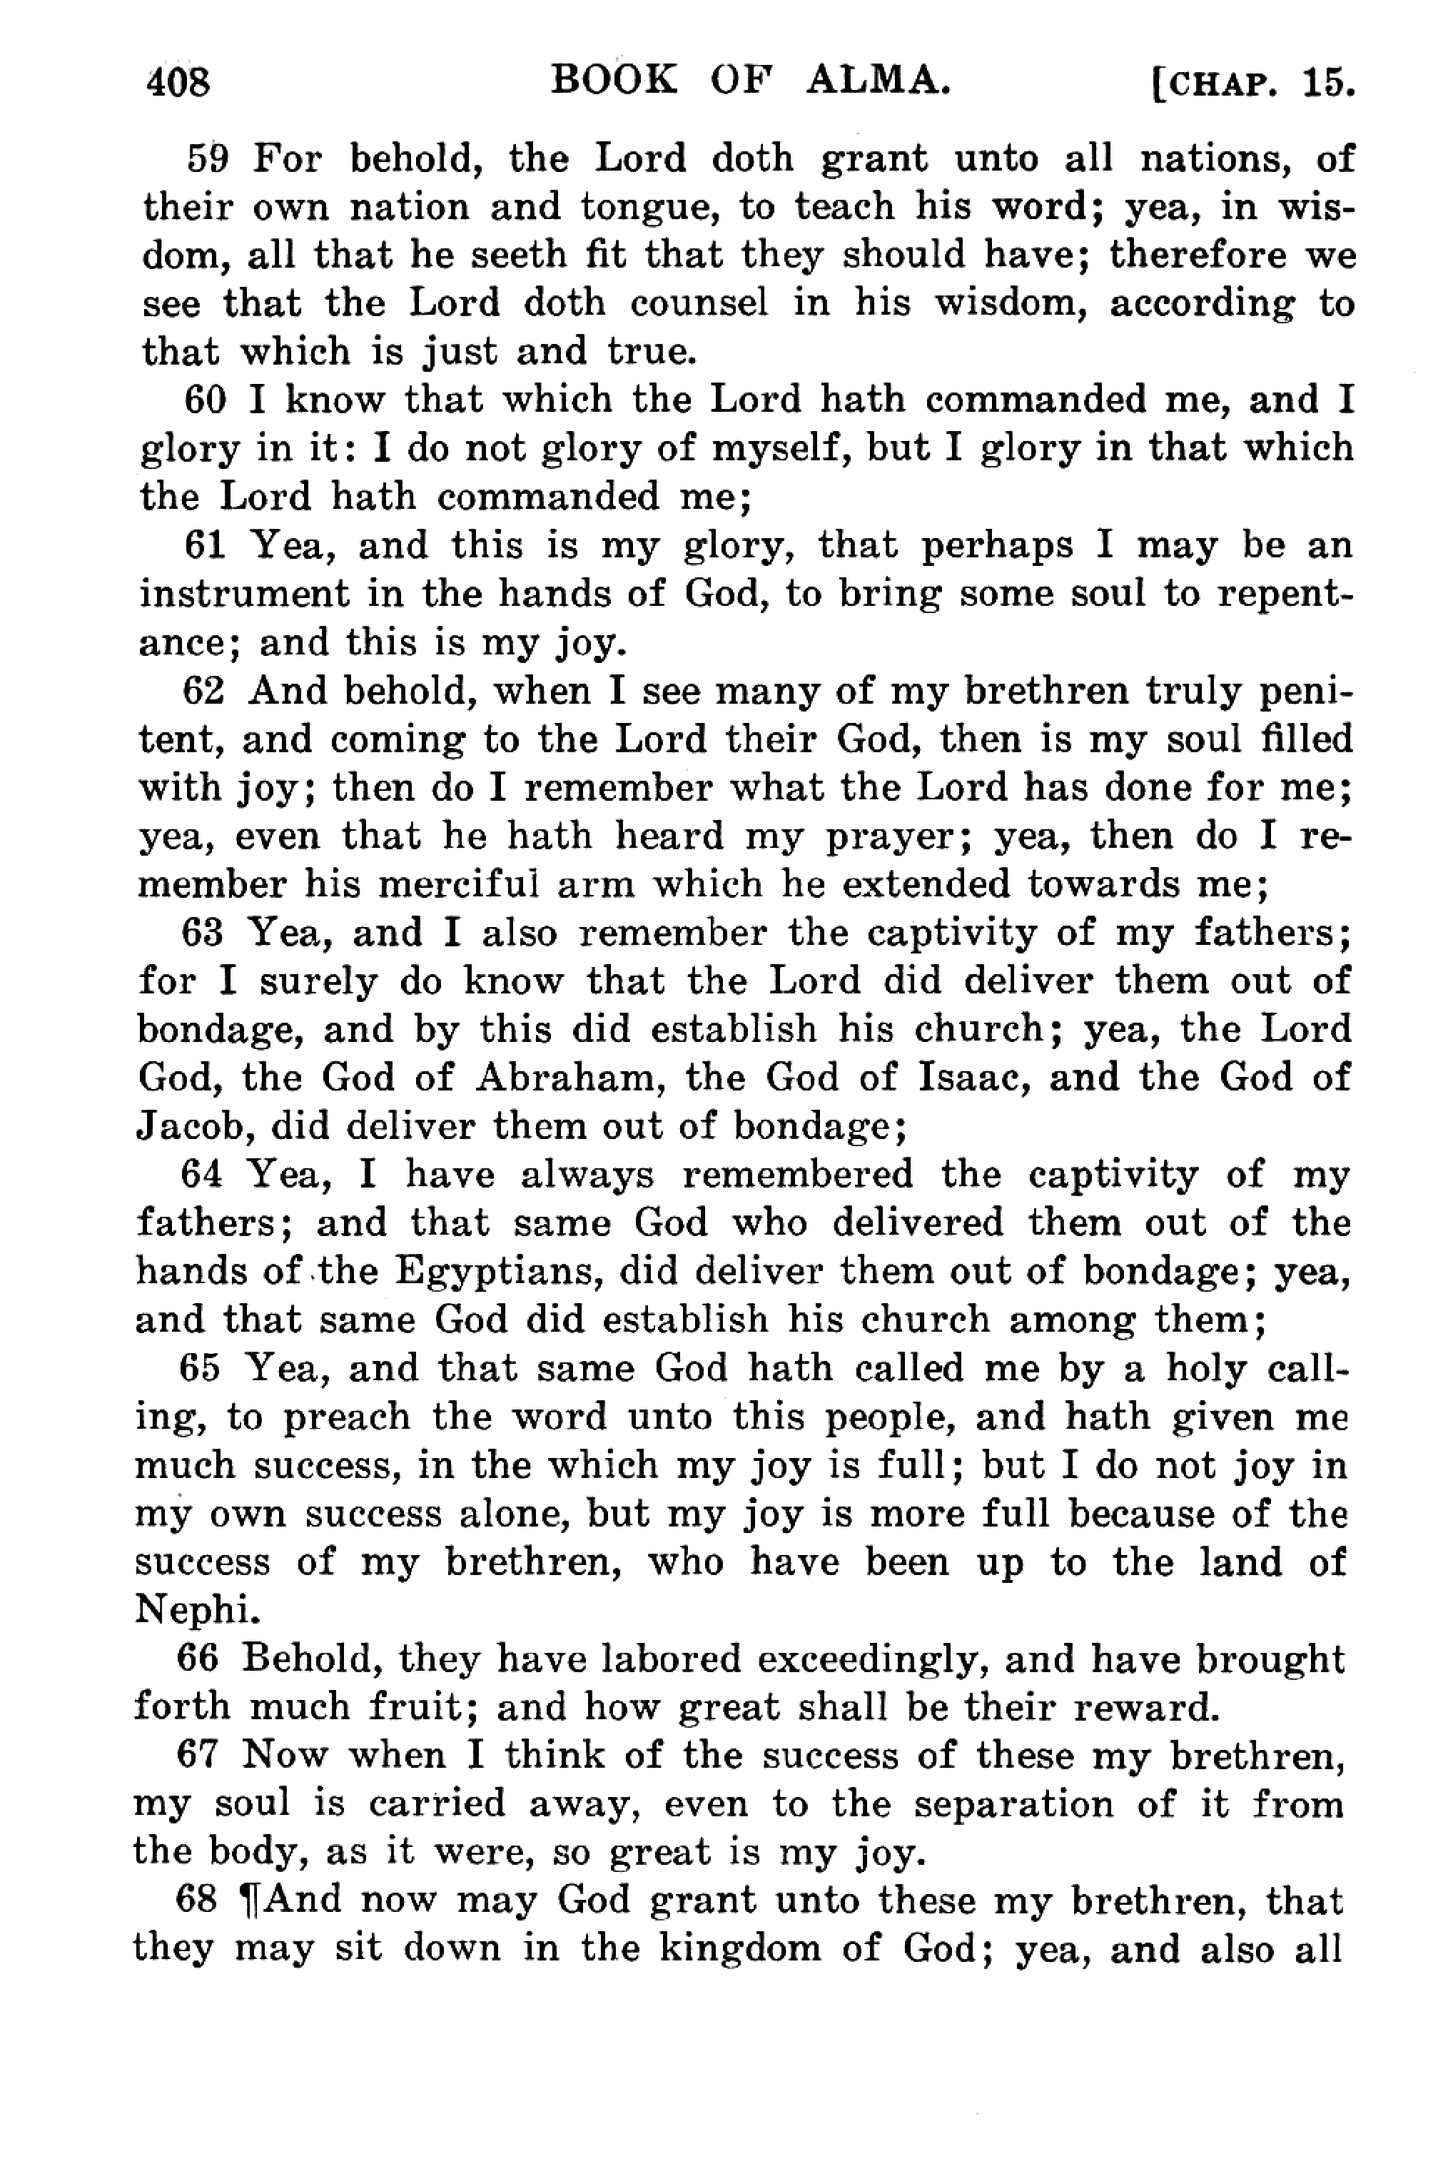 408 BOOK OF ALMA. [CHAP. 15.
59 For behold, the Lord doth grant unto all nations, of
their own nation and tongue, to teach his word; yea, in wis-
dom, all that he seeth fit that they should have; therefore we
see that the Lord doth counsel in his wisdom, according to
that which is just and true.
60 I know that which the Lord hath commanded me, and I
glory in it: I do not glory of myself, but I glory in that which
the Lord hath commanded me;
61 Yea, and this is my glory, that perhaps I may be an
instrument in the hands of God, to bring some soul to repent-
ance; and this is my joy.
62 And behold, when I see many of my brethren truly peni-
tent, and coming to the Lord their God, then is my soul filled
with joy; then do I remember what the Lord has done for me;
yea, even that he hath heard my prayer; yea, then do I re-
member his merciful arm which he extended towards me;
63 Yea, and I also remember the captivity of my fathers;
for I surely do know that the Lord did deliver them out of
bondage, and by this did establish his church; yea, the Lord
God, the God of Abraham, the God of Isaac, and the God of
Jacob, did deliver them out of bondage;
64 Yea, I have always remembered the captivity of my
fathers; and that same God who delivered them out of the
hands of the Egyptians, did deliver them out of bondage; yea,
and that same God did establish his church among them;
65 Yea, and that same God hath called me by a holy call-
ing, to preach the word unto this people, and hath given me
much success, in the which my joy is full; but I do not joy in
my own success alone, but my joy is more full because of the
success of my brethren, who have been up to the land of
Nephi.
66 Behold, they have labored exceedingly, and have brought
forth much fruit; and how great shall be their reward.
67 Now when I think of the success of these my brethren,
my soul is carried away, even to the separation of it from
the body, as it were, so great is my joy.
68 ¶And now may God grant unto these my brethren, that
they may sit down in the kingdom of God; yea, and also all